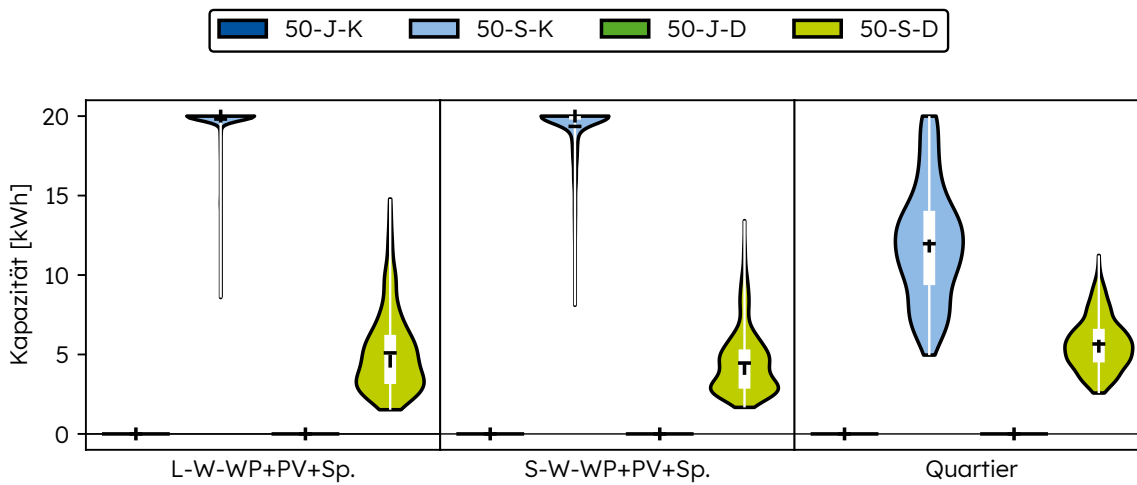 50-J-K 50-S-K 50-J-D 50-S-D
Kapazität [kWh]
20
15
10
5
0
L-W-WP+PV+Sp. S-W-WP+PV+Sp. Quartier